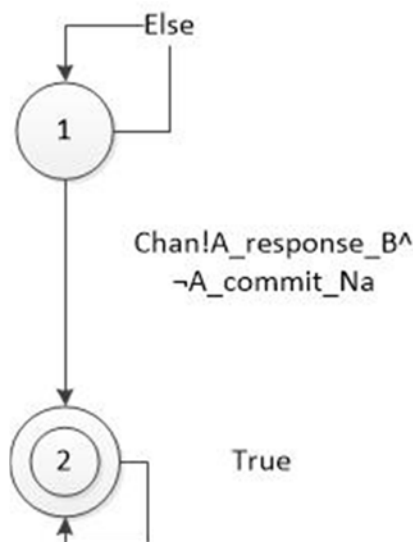 Else
1
Chan!A_response_B^
¬A_commit_Na
2
True